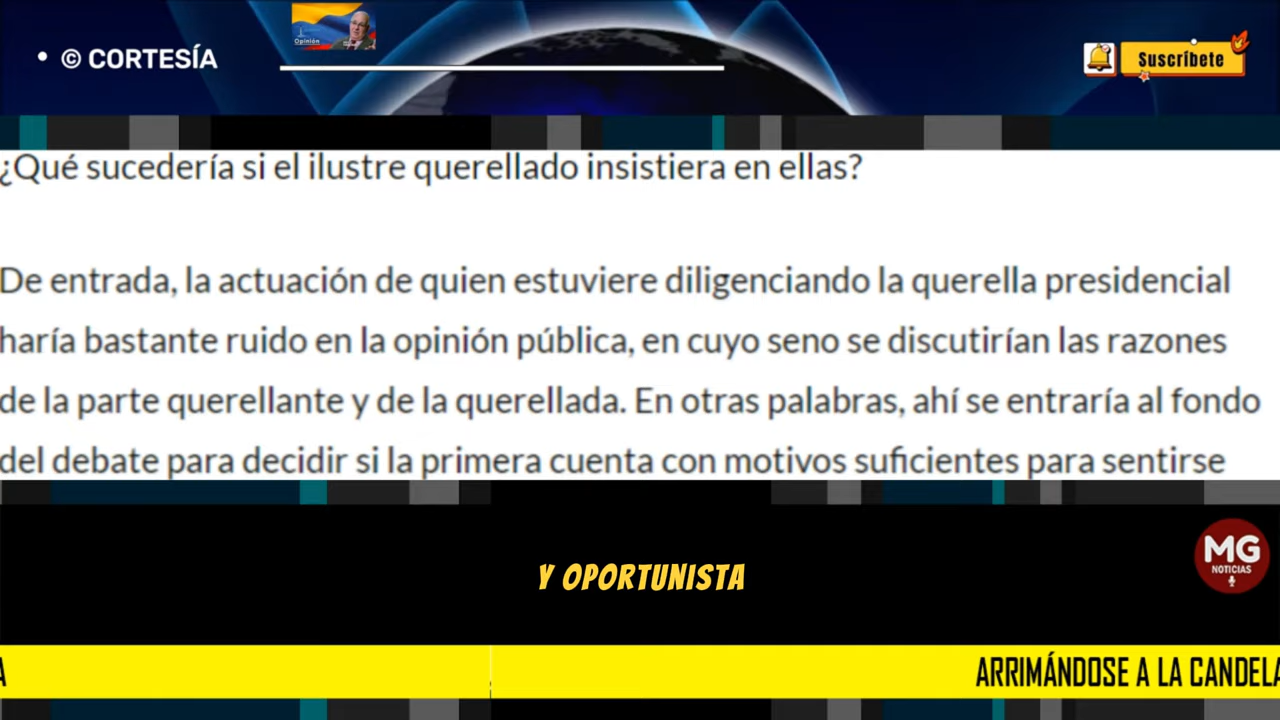 • © CORTESÍA
Opinión
Suscríbete
¿Qué sucedería si el ilustre querellado insistiera en ellas?
De entrada, la actuación de quien estuviere diligenciando la querella presidencial
haría bastante ruido en la opinión pública, en cuyo seno se discutirían las razones
de la parte querellante y de la querellada. En otras palabras, ahí se entraría al fondo
del debate para decidir si la primera cuenta con motivos suficientes para sentirse
Y OPORTUNISTA
MG
NOTICIAS
A
ARRIMÁNDOSE A LA CANDELA